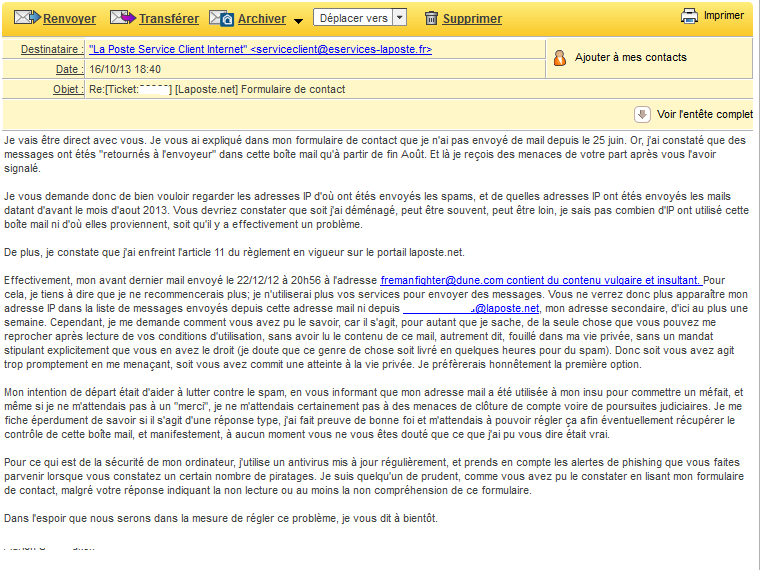 Renvoyer Transférer Archiver Déplacer vers Supprimer Imprimer
Destinataire : "La Poste Service Client Internet" <serviceclient@eservices-laposte.fr>
Ajouter à mes contacts
Date : 16/10/13 18:40
Objet : Re:[Ticket: ] [Laposte.net] Formulaire de contact
Voir l'entête complet
Je vais être direct avec vous. Je vous ai expliqué dans mon formulaire de contact que je n'ai pas envoyé de mail depuis le 25 juin. Or, j'ai constaté que des
messages ont étés "retournés à l'envoyeur" dans cette boîte mail qu'à partir de fin Août. Et là je reçois des menaces de votre part après vous l'avoir
signalé.
Je vous demande donc de bien vouloir regarder les adresses IP d'où ont étés envoyés les spams, et de quelles adresses IP ont étés envoyés les mails
datant d'avant le mois d'aout 2013. Vous devriez constater que soit j'ai déménagé, peut être souvent, peut être loin, je sais pas combien d'IP ont utilisé cette
boîte mail ni d'où elles proviennent, soit qu'il y a effectivement un problème.
De plus, je constate que j'ai enfreint l'article 11 du règlement en vigueur sur le portail laposte.net.
Effectivement, mon avant dernier mail envoyé le 22/12/12 à 20h56 à l'adresse fremanfighter@dune.com contient du contenu vulgaire et insultant. Pour
cela, je tiens à dire que je ne recommencerais plus; je n'utiliserai plus vos services pour envoyer des messages. Vous ne verrez donc plus apparaître mon
adresse IP dans la liste de messages envoyés depuis cette adresse mail ni depuis @laposte.net, mon adresse secondaire, d'ici au plus une
semaine. Cependant, je me demande comment vous avez pu le savoir, car il s'agit, pour autant que je sache, de la seule chose que vous pouvez me
reprocher après lecture de vos conditions d'utilisation, sans avoir lu le contenu de ce mail, autrement dit, fouillé dans ma vie privée, sans un mandat
stipulant explicitement que vous en avez le droit (je doute que ce genre de chose soit livré en quelques heures pour du spam). Donc soit vous avez agit
trop promptement en me menaçant, soit vous avez commit une atteinte à la vie privée. Je préfèrerais honnêtement la première option.
Mon intention de départ était d'aider à lutter contre le spam, en vous informant que mon adresse mail a été utilisée à mon insu pour commettre un méfait, et
même si je ne m'attendais pas à un "merci", je ne m'attendais certainement pas à des menaces de clôture de compte voire de poursuites judiciaires. Je me
fiche éperdument de savoir si il s'agit d'une réponse type, j'ai fait preuve de bonne foi et m'attendais à pouvoir régler ça afin éventuellement récupérer le
contrôle de cette boîte mail, et manifestement, à aucun moment vous ne vous êtes douté que ce que j'ai pu vous dire était vrai.
Pour ce qui est de la sécurité de mon ordinateur, j'utilise un antivirus mis à jour régulièrement, et prends en compte les alertes de phishing que vous faites
parvenir lorsque vous constatez un certain nombre de piratages. Je suis quelqu'un de prudent, comme vous avez pu le constater en lisant mon formulaire
de contact, malgré votre réponse indiquant la non lecture ou au moins la non compréhension de ce formulaire.
Dans l'espoir que nous serons dans la mesure de régler ce problème, je vous dit à bientôt.